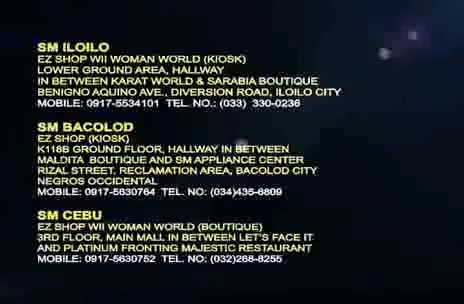 SM ILOILO
EZ SHOP WII WOMAN WORLD (KIOSK)
LOWER GROUND AREA, HALLWAY
IN BETWEEN KARAT WORLD & SARABIA BOUTIQUE
BENIGNO AQUINO AVE., DIVERSION ROAD, ILOILO CITY
MOBILE: 0917-5534101 TEL. NO.: (033) 330-0236
SM BACOLOD
EZ SHOP (KIOSK)
K118B GROUND FLOOR, HALLWAY IN BETWEEN
MALDITA BOUTIQUE AND SM APPLIANCE CENTER
RIZAL STREET, RECLAMATION AREA, BACOLOD CITY
NEGROS OCCIDENTAL
MOBILE: 0917-5630764 TEL. NO: (034)435-6809
SM CEBU
EZ SHOP WII WOMAN WORLD (BOUTIQUE)
3RD FLOOR, MAIN MALL IN BETWEEN LET'S FACE IT
AND PLATINUM FRONTING MAJESTIC RESTAURANT
MOBILE: 0917-5630752 TEL. NO: (032)268-8255